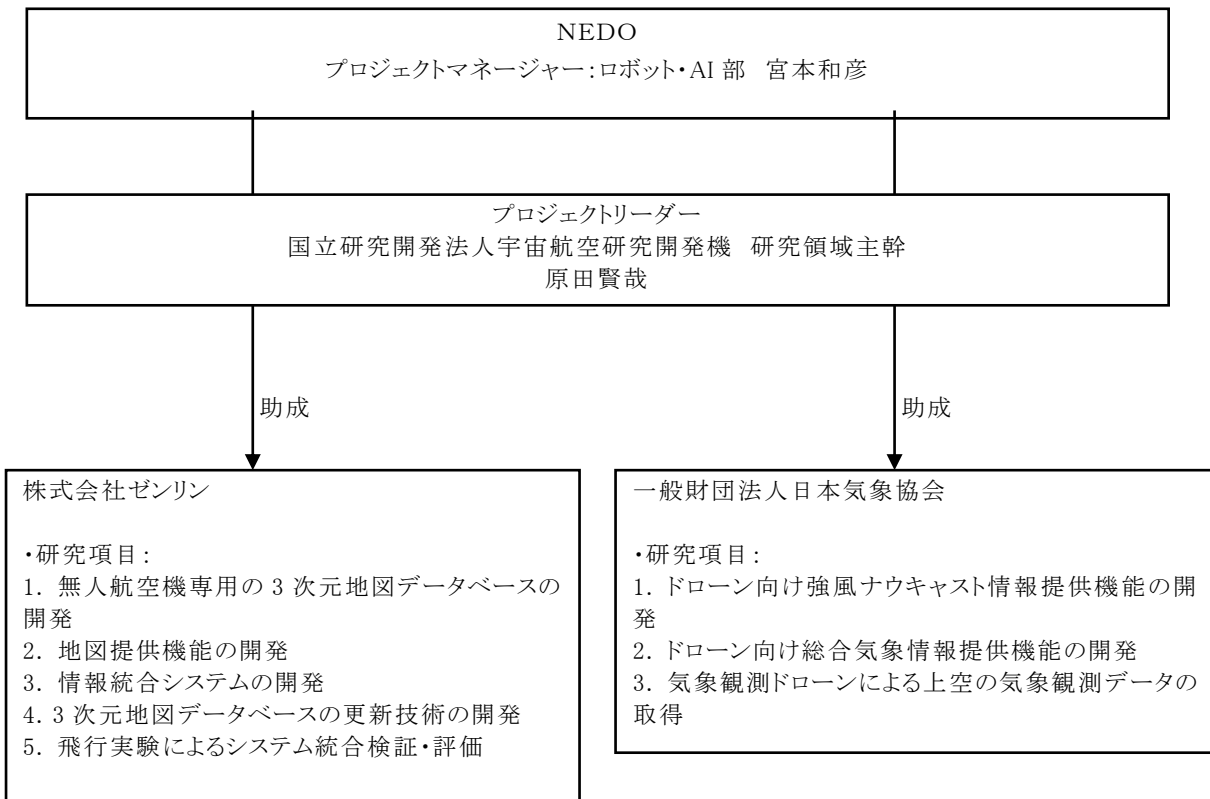 NEDO
プロジェクトマネージャー:ロボット・AI 部 宮本和彦
プロジェクトリーダー
国立研究開発法人宇宙航空研究開発機 研究領域主幹
原田賢哉
助成
助成
株式会社ゼンリン
・研究項目:
1. 無人航空機専用の 3 次元地図データベースの
開発
2. 地図提供機能の開発
3. 情報統合システムの開発
4. 3 次元地図データベースの更新技術の開発
5. 飛行実験によるシステム統合検証・評価
一般財団法人日本気象協会
・研究項目:
1. ドローン向け強風ナウキャスト情報提供機能の開
発
2. ドローン向け総合気象情報提供機能の開発
3. 気象観測ドローンによる上空の気象観測データの
取得